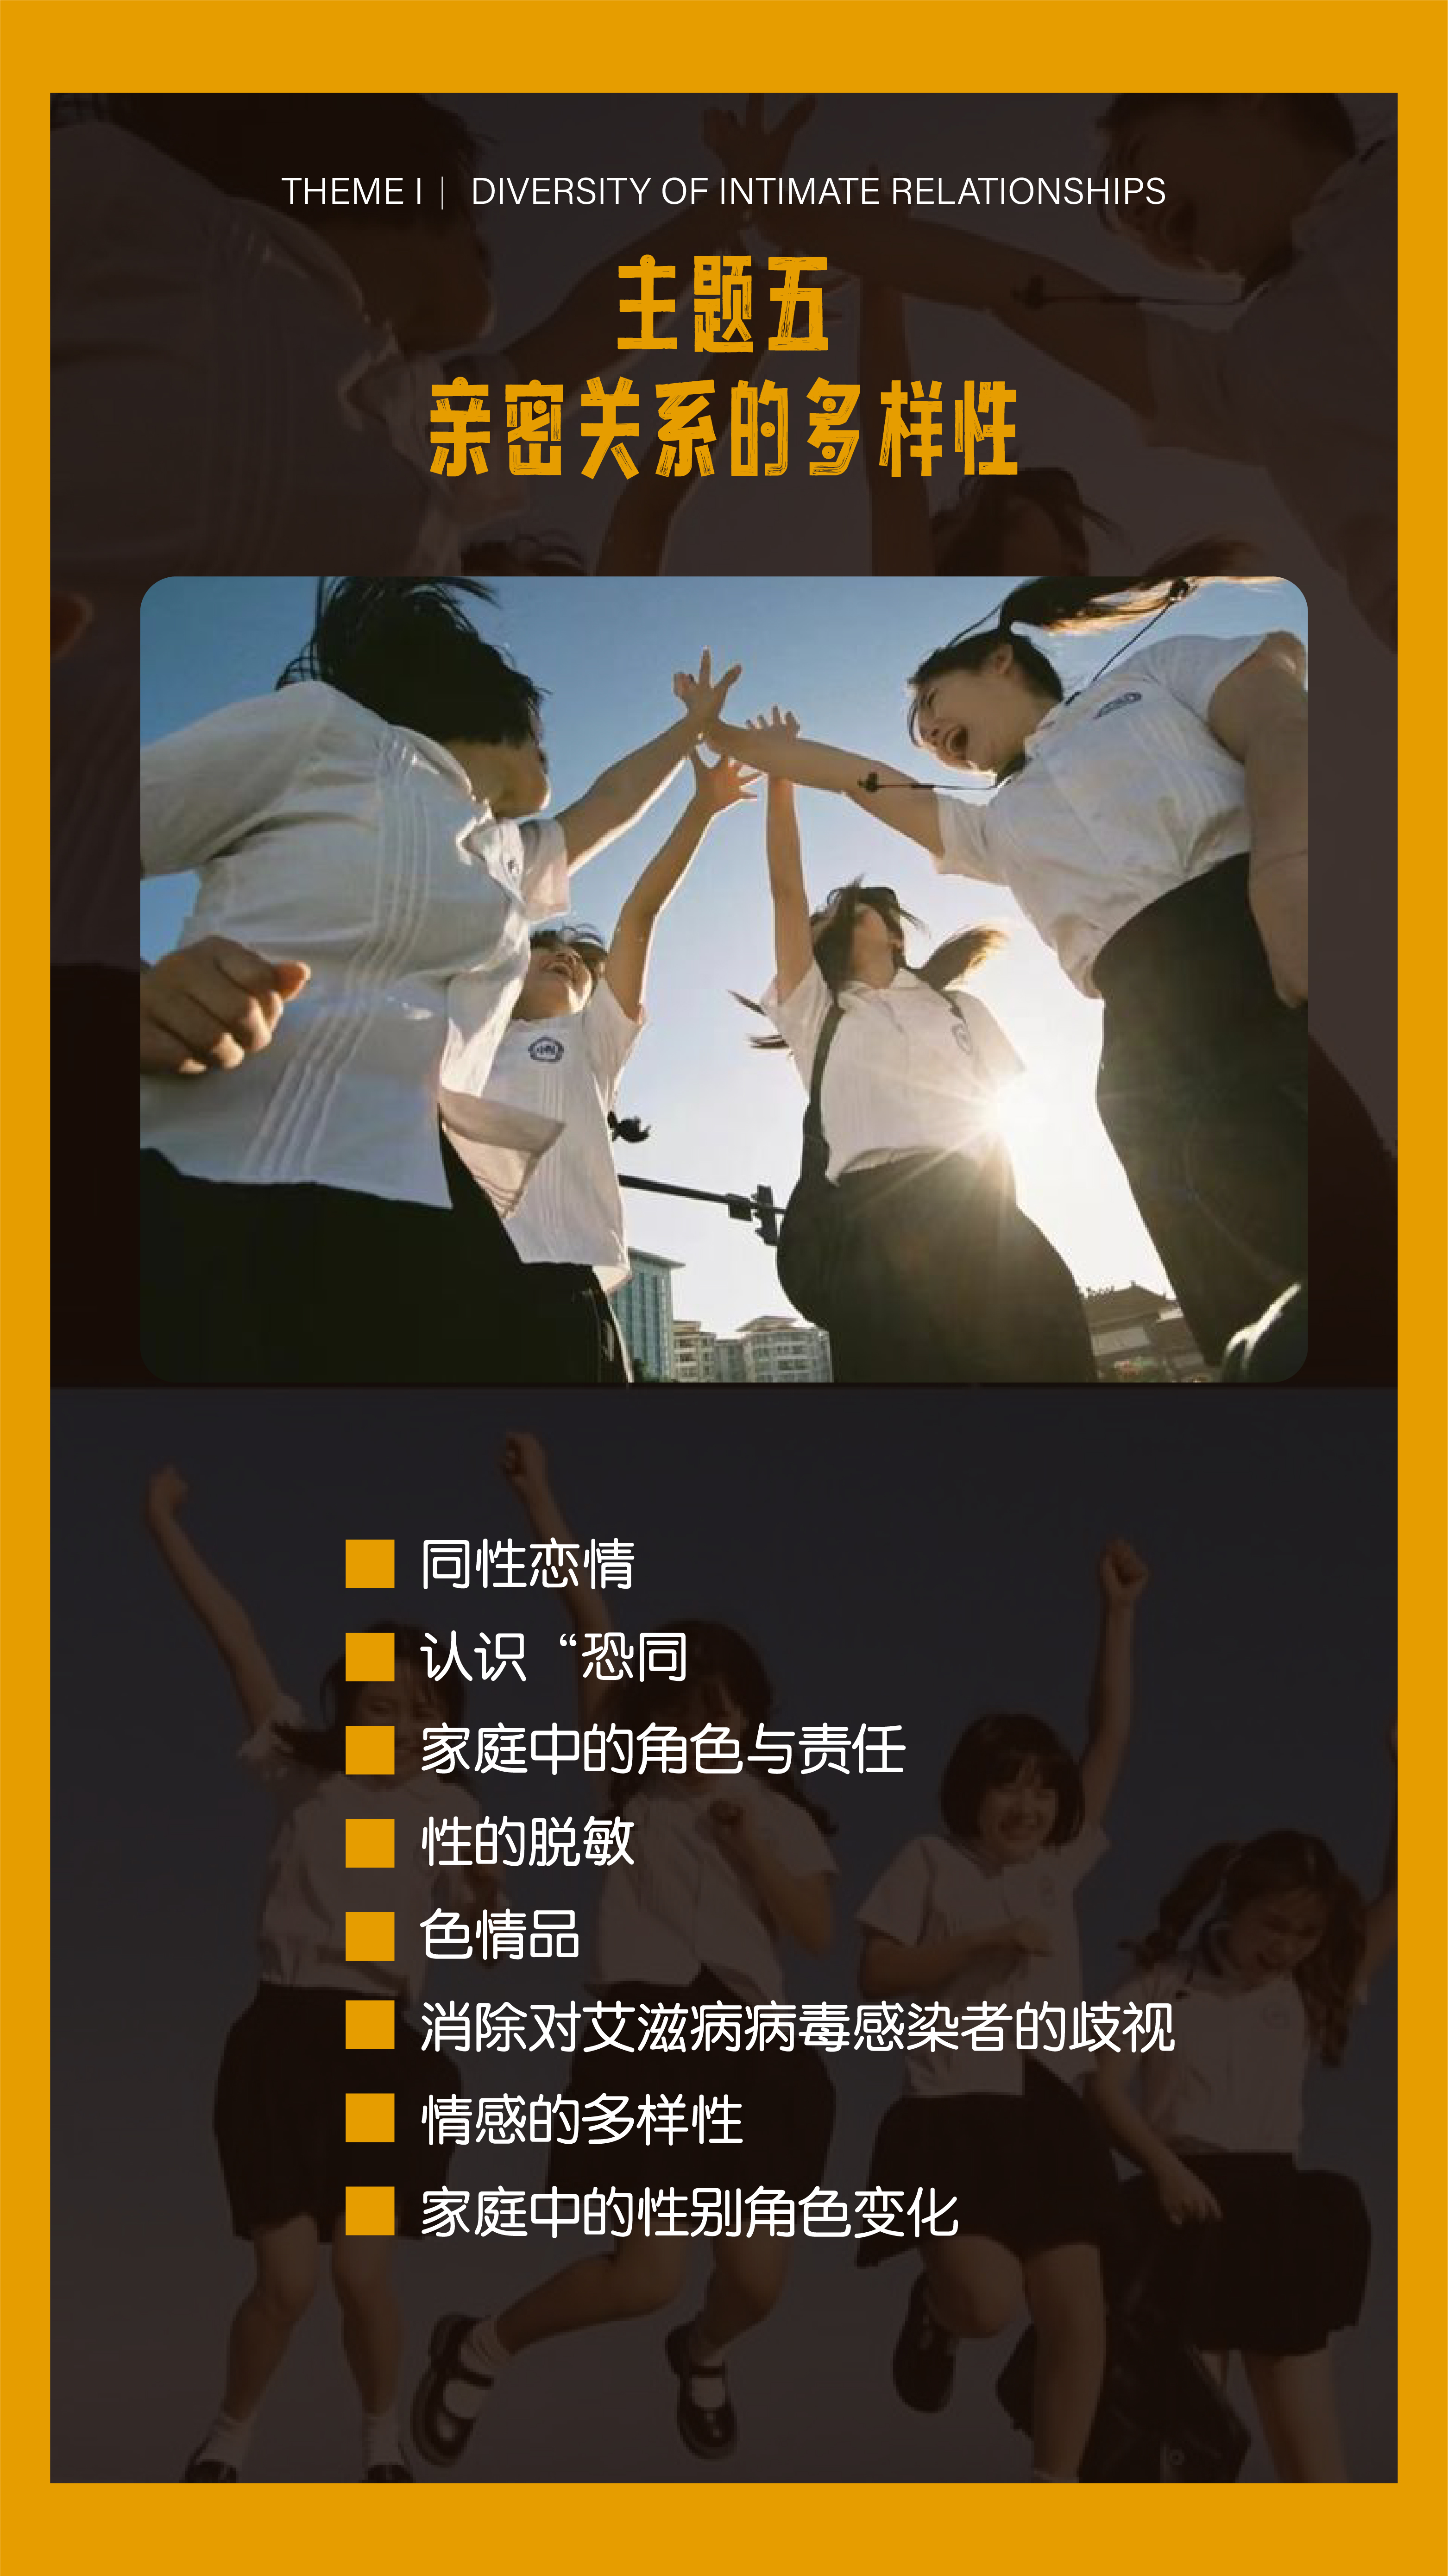 THEME I | DIVERSITY OF INTIMATE RELATIONSHIPS
主题五
亲密关系的多样性
同性恋情
认识“恐同
家庭中的角色与责任
性的脱敏
色情品
消除对艾滋病病毒感染者的歧视
情感的多样性
家庭中的性别角色变化